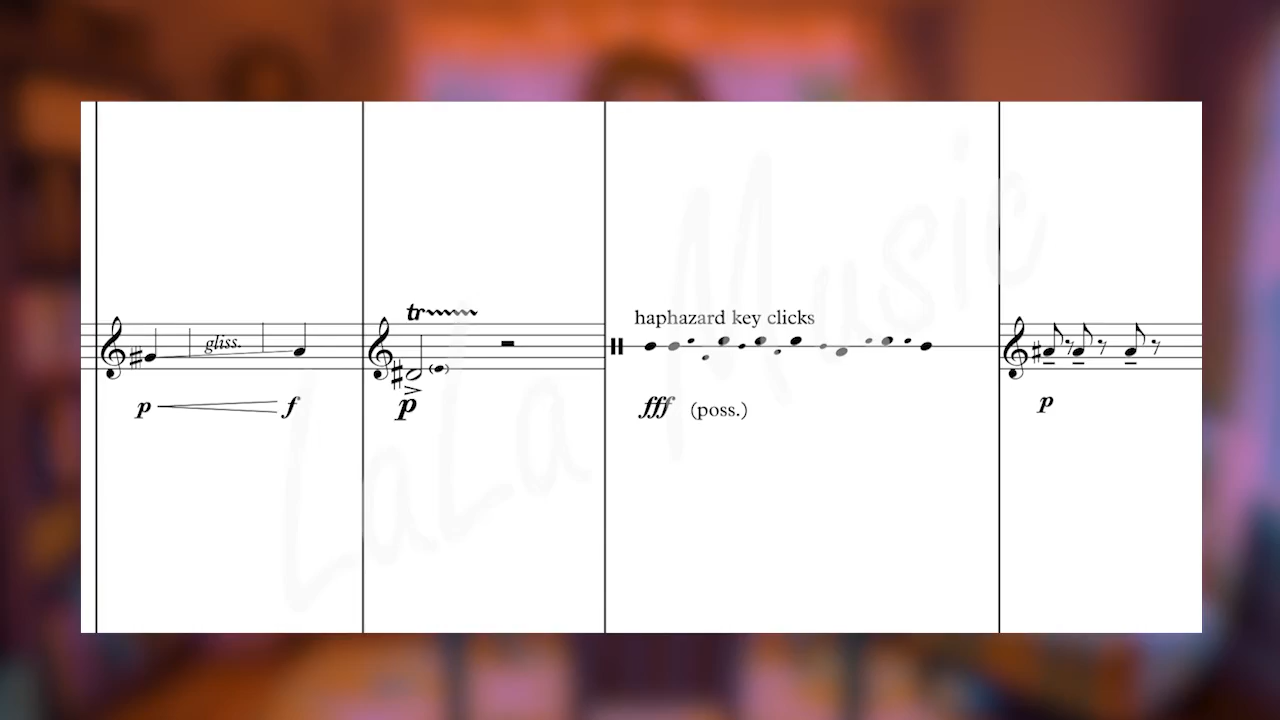 LaLa Music
tr
gliss.
haphazard key clicks
p f
p
fff (poss.)
p